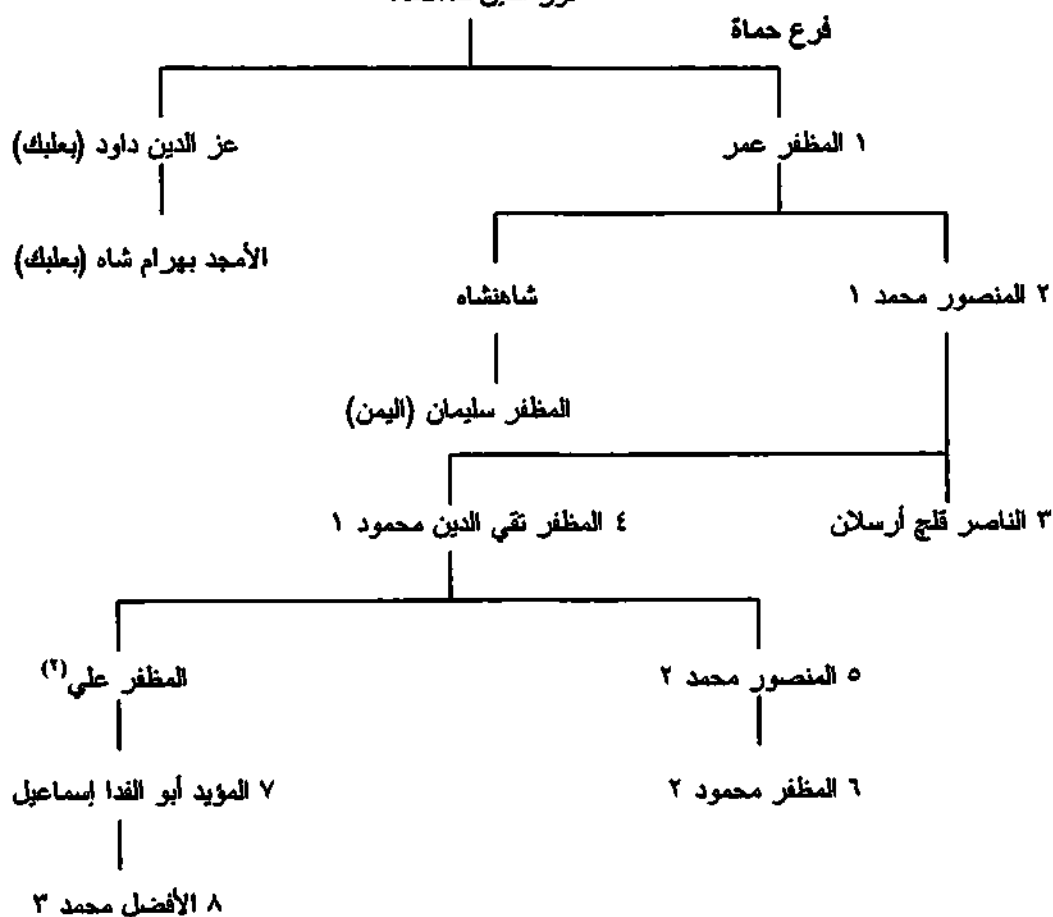 فرع حماة
١ المظفر عمر
عز الدين داود (بعلبك)
الأمجد بهرام شاه (بعلبك)
٢ المنصور محمد ١
شاهنشاه
المظفر سليمان (اليمن)
٣ الناصر قلج أرسلان
٤ المظفر تقي الدين محمود ١
٥ المنصور محمد ٢
المظفر علي(٢)
٦ المظفر محمود ٢
٧ المؤيد أبو الفدا إسماعيل
٨ الأفضل محمد ٣